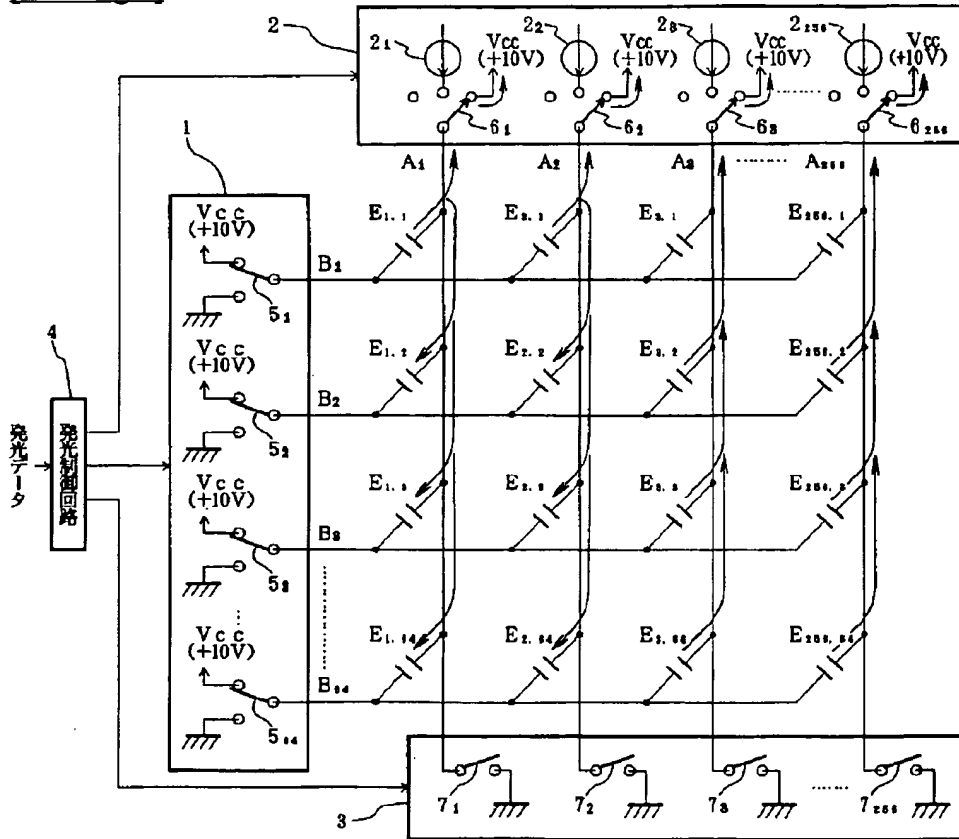 2
2₁
2₂
2₃
2₂₅₆
Vcc
(+10V)
Vcc
(+10V)
Vcc
(+10V)
Vcc
(+10V)
6₁
6₂
6₃
6₂₅₆
A₁
A₂
A₃
A₂₅₆
1
Vcc
(+10V)
B₁
5₁
E₁.₁
E₂.₁
E₃.₁
E₂₅₆.₁
Vcc
(+10V)
B₂
5₂
E₁.₂
E₂.₂
E₃.₂
E₂₅₆.₂
4
発光データ
発光制御回路
Vcc
(+10V)
B₃
5₃
E₁.₃
E₂.₃
E₃.₃
E₂₅₆.₃
Vcc
(+10V)
B₆₄
5₆₄
E₁.₆₄
E₂.₆₄
E₂₅₆.₆₄
3
7₁
7₂
7₃
7₂₅₆